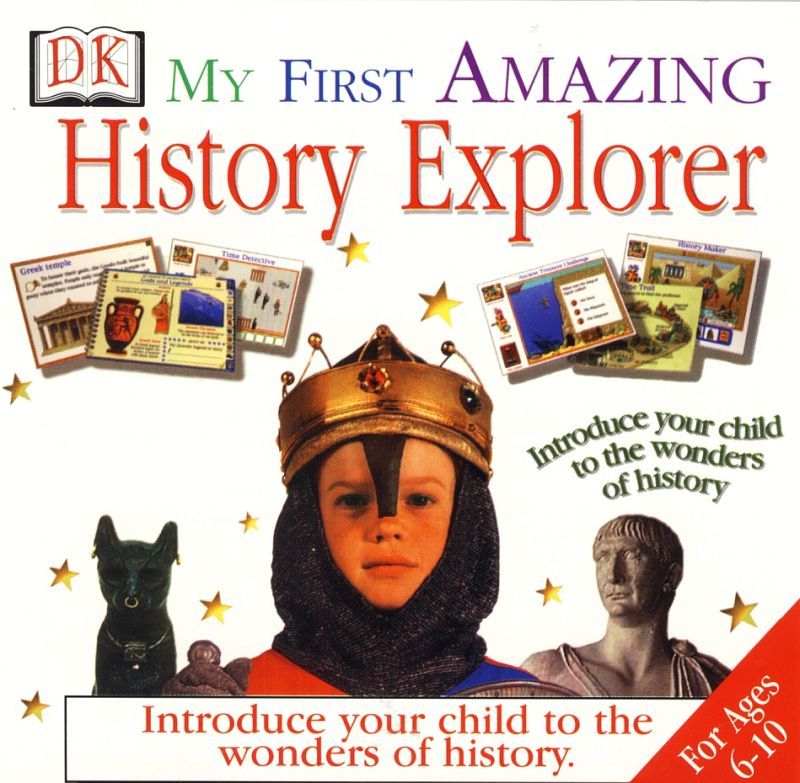 DK
MY FIRST AMAZING
History Explorer
Greek temple
Gods and Legends
Time Detective
Ancient Treasure Challenge
History Maker
Time Trail
Introduce your child
to the wonders
of history
Introduce your child to the
wonders of history.
For Ages
6-10